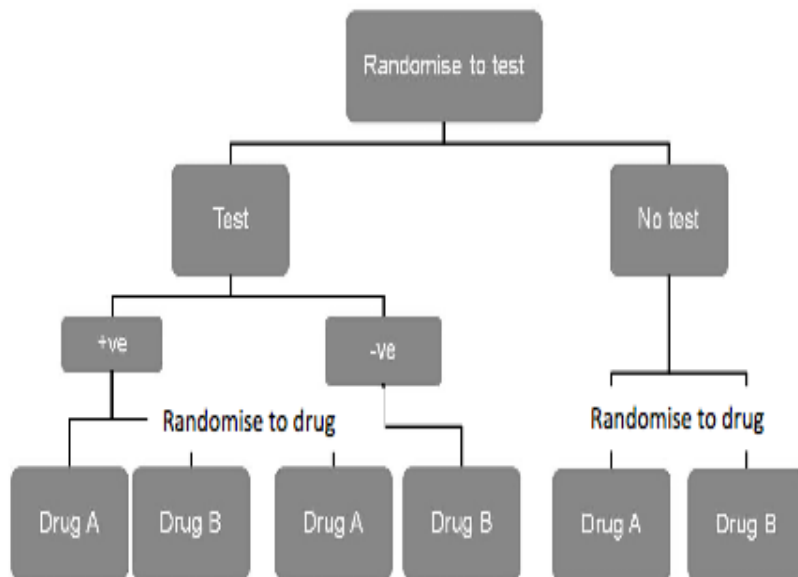 Randomise to test
Test
No test
+ve
-ve
Randomise to drug
Randomise to drug
Drug A
Drug B
Drug A
Drug B
Drug A
Drug B